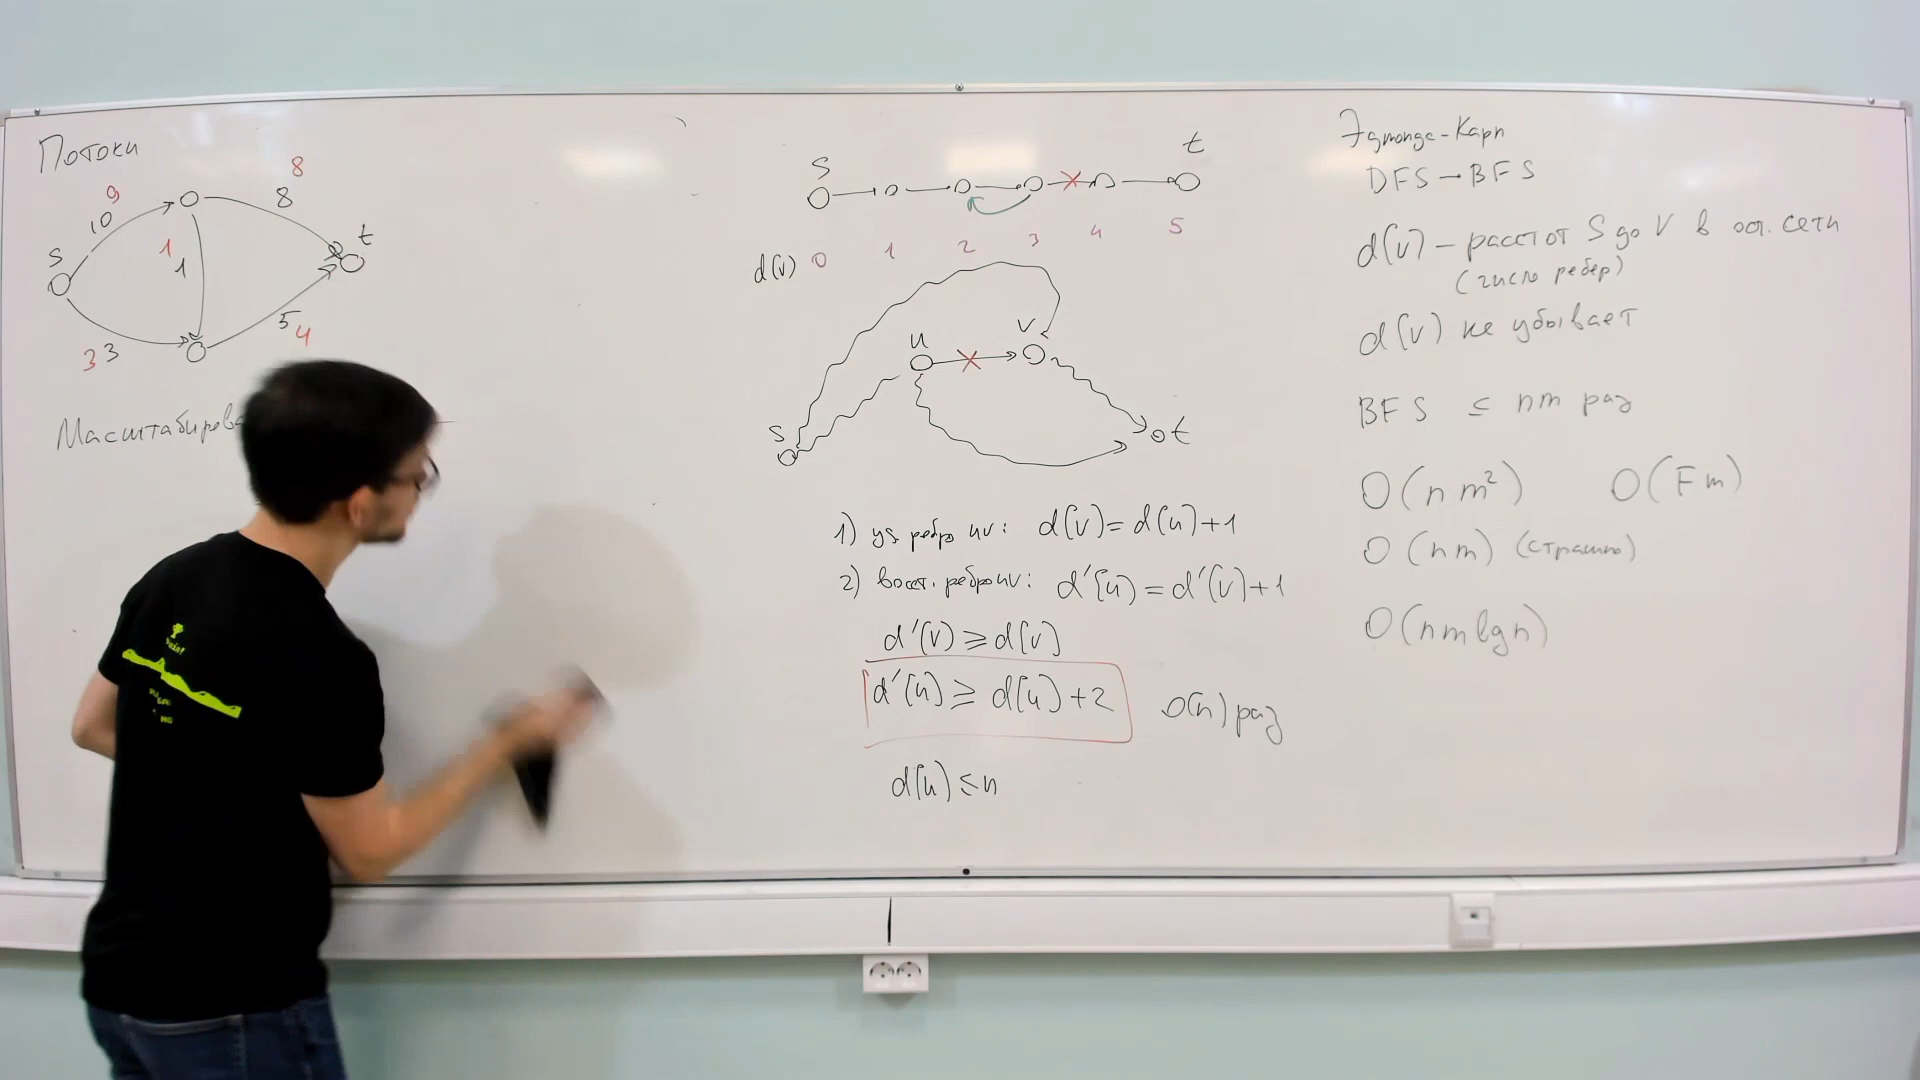 Потоки
9
10
8
8
1
1
S
t
3 3
5 4
Масштабирова
S
t
d(v) 0 1 2 3 4 5
u
v
S
t
1) уд ребро uv: d(v)=d(u)+1
2) восст. ребро uv: d'(u)=d'(v)+1
d'(v) ≥ d(v)
d'(u) ≥ d(u)+2
O(n) раз
d(u) ≤ n
Эдмондс-Карп
DFS → BFS
d(v) – расст от S до V в ост. сети
(число ребер)
d(v) не убывает
BFS ≤ nm раз
O(nm²) O(Fm)
O(nm) (страшно)
O(nm log n)